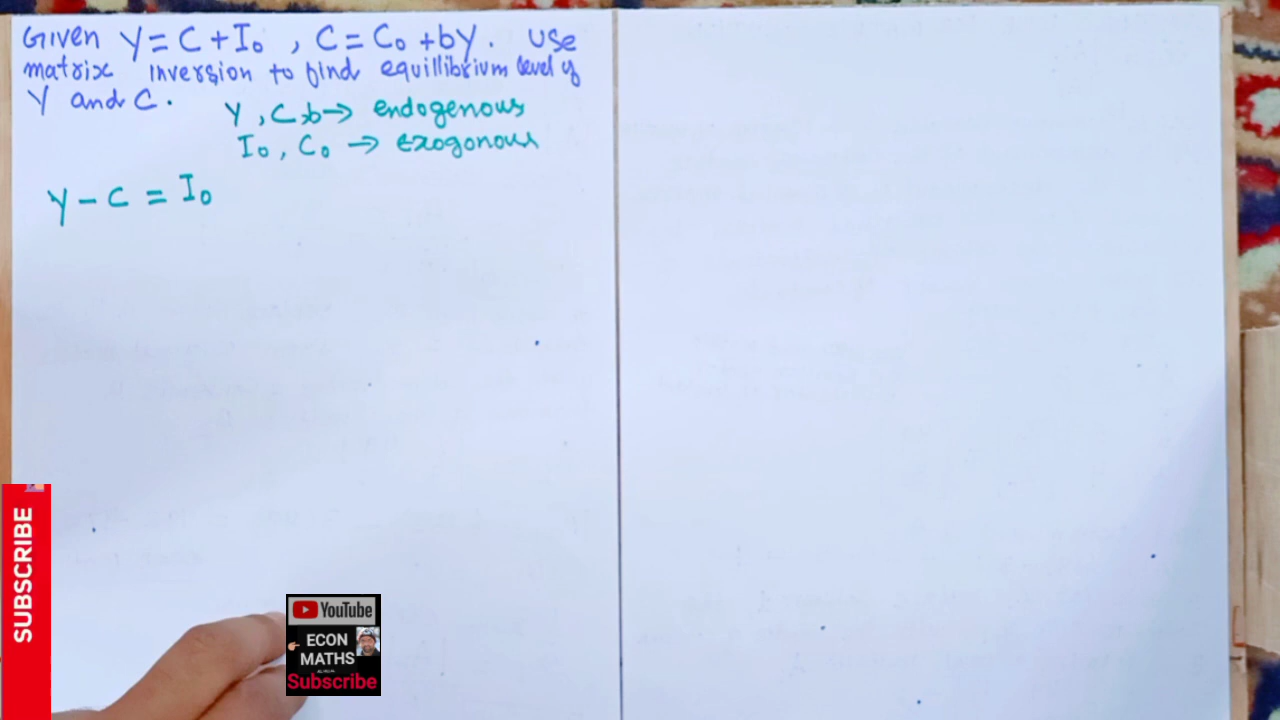 Given Y = C + I₀ , C = C₀ + bY . Use
matrix inversion to find equillibrium level of
Y and C .
Y , C, b → endogenous
I₀ , C₀ → exogonous
Y - C = I₀
SUBSCRIBE
YouTube
ECON
MATHS
Subscribe